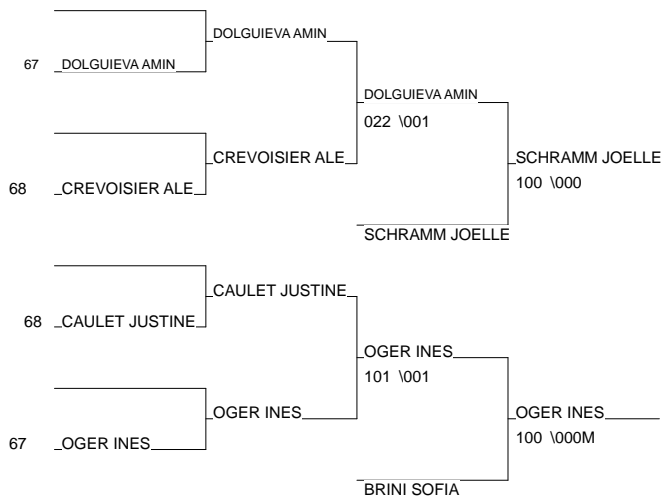 DOLGUIEVA AMIN
67 DOLGUIEVA AMIN
DOLGUIEVA AMIN
022 \001
CREVOISIER ALE
SCHRAMM JOELLE
100 \000
68 CREVOISIER ALE
SCHRAMM JOELLE
CAULET JUSTINE
68 CAULET JUSTINE
OGER INES
101 \001
OGER INES
OGER INES
100 \000M
67 OGER INES
BRINI SOFIA